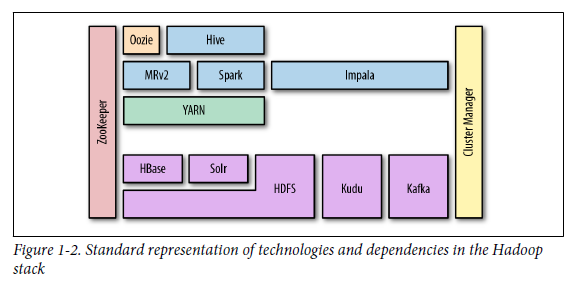 Oozie
Hive
MRv2
Spark
Impala
YARN
ZooKeeper
Cluster Manager
HBase
Solr
HDFS
Kudu
Kafka
Figure 1-2. Standard representation of technologies and dependencies in the Hadoop
stack